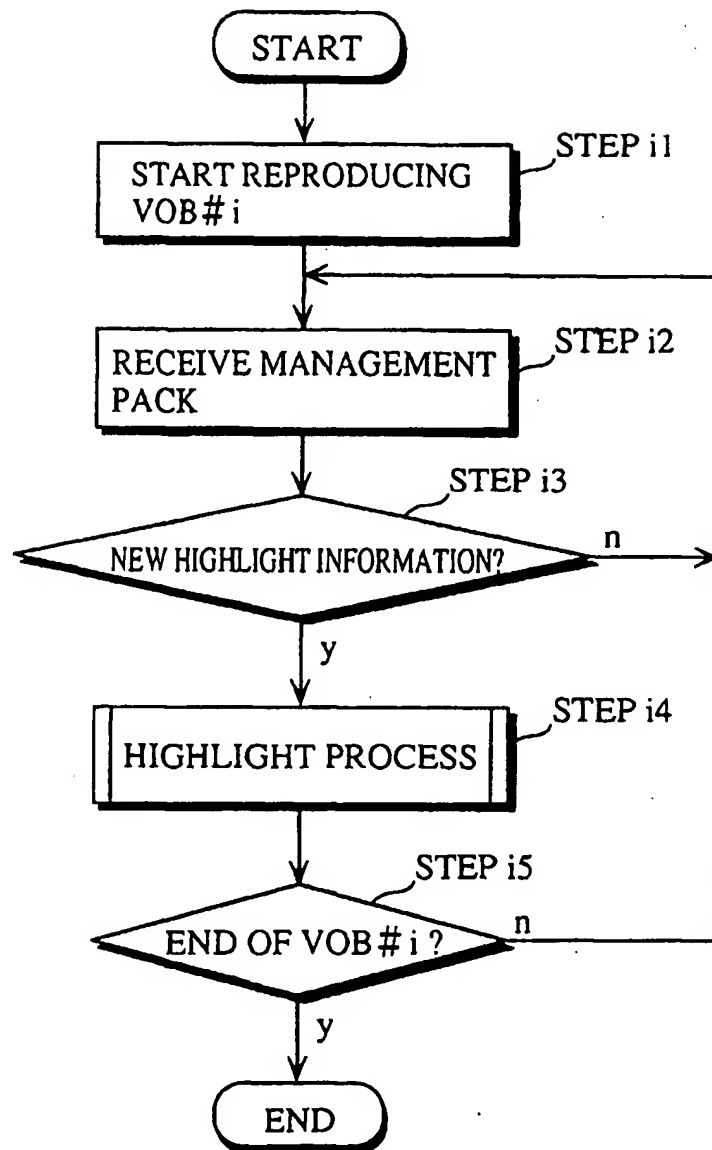 START
STEP i1
START REPRODUCING
VOB# i
STEP i2
RECEIVE MANAGEMENT
PACK
STEP i3
NEW HIGHLIGHT INFORMATION?
n
y
STEP i4
HIGHLIGHT PROCESS
STEP i5
END OF VOB# i ?
n
y
END